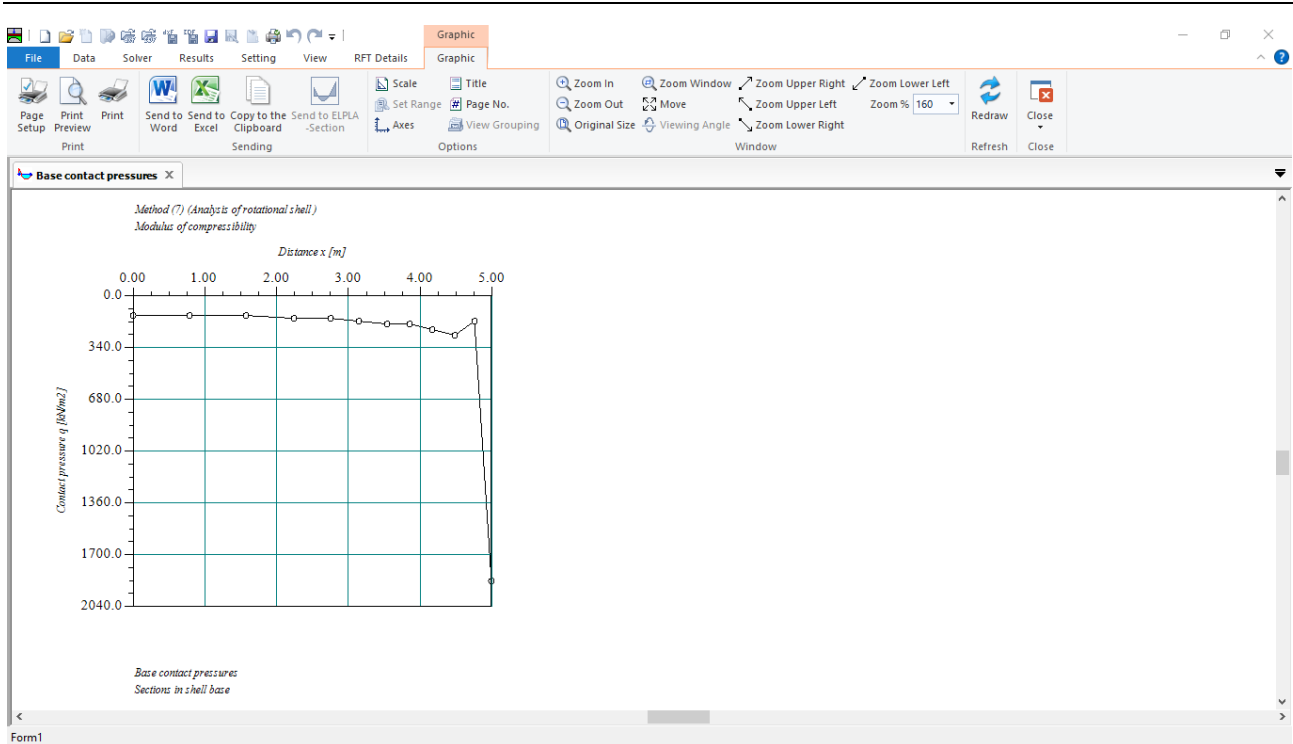 Graphic
File Data Solver Results Setting View RFT Details Graphic
Scale Title Zoom In Zoom Window Zoom Upper Right Zoom Lower Left
Set Range Page No. Zoom Out Move Zoom Upper Left Zoom % 160
Page Print Print Send to Send to Copy to the Send to ELPLA Redraw Close
Setup Preview Word Excel Clipboard -Section Axes View Grouping Original Size Viewing Angle Zoom Lower Right
Print Sending Options Window Refresh Close
Base contact pressures X
Method (7) (Analysis of rotational shell)
Modulus of compressibility
Distance x [m]
0.00 1.00 2.00 3.00 4.00 5.00
0.0
340.0
680.0
1020.0
1360.0
1700.0
2040.0
Contact pressure q [kN/m2]
Base contact pressures
Sections in shell base
Form1